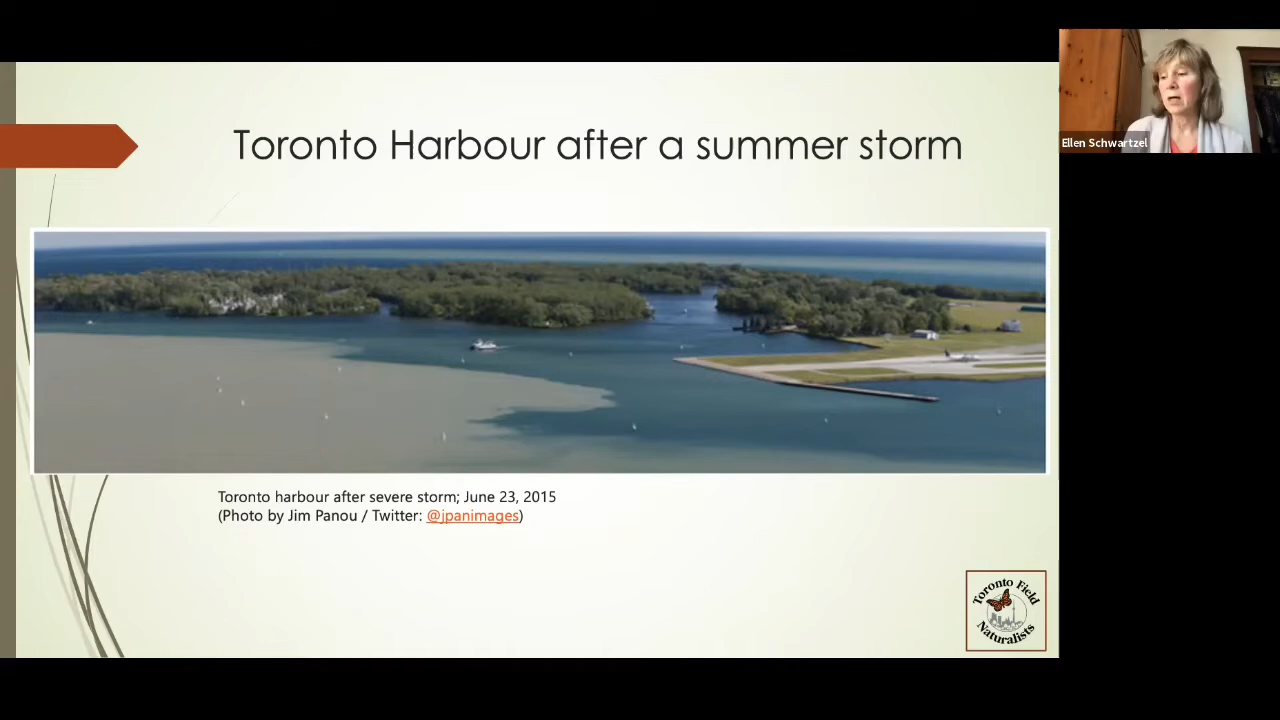 Toronto Harbour after a summer storm
Ellen Schwartzel
Toronto harbour after severe storm; June 23, 2015
(Photo by Jim Panou / Twitter: @jpanimages)
Toronto Field
Naturalists